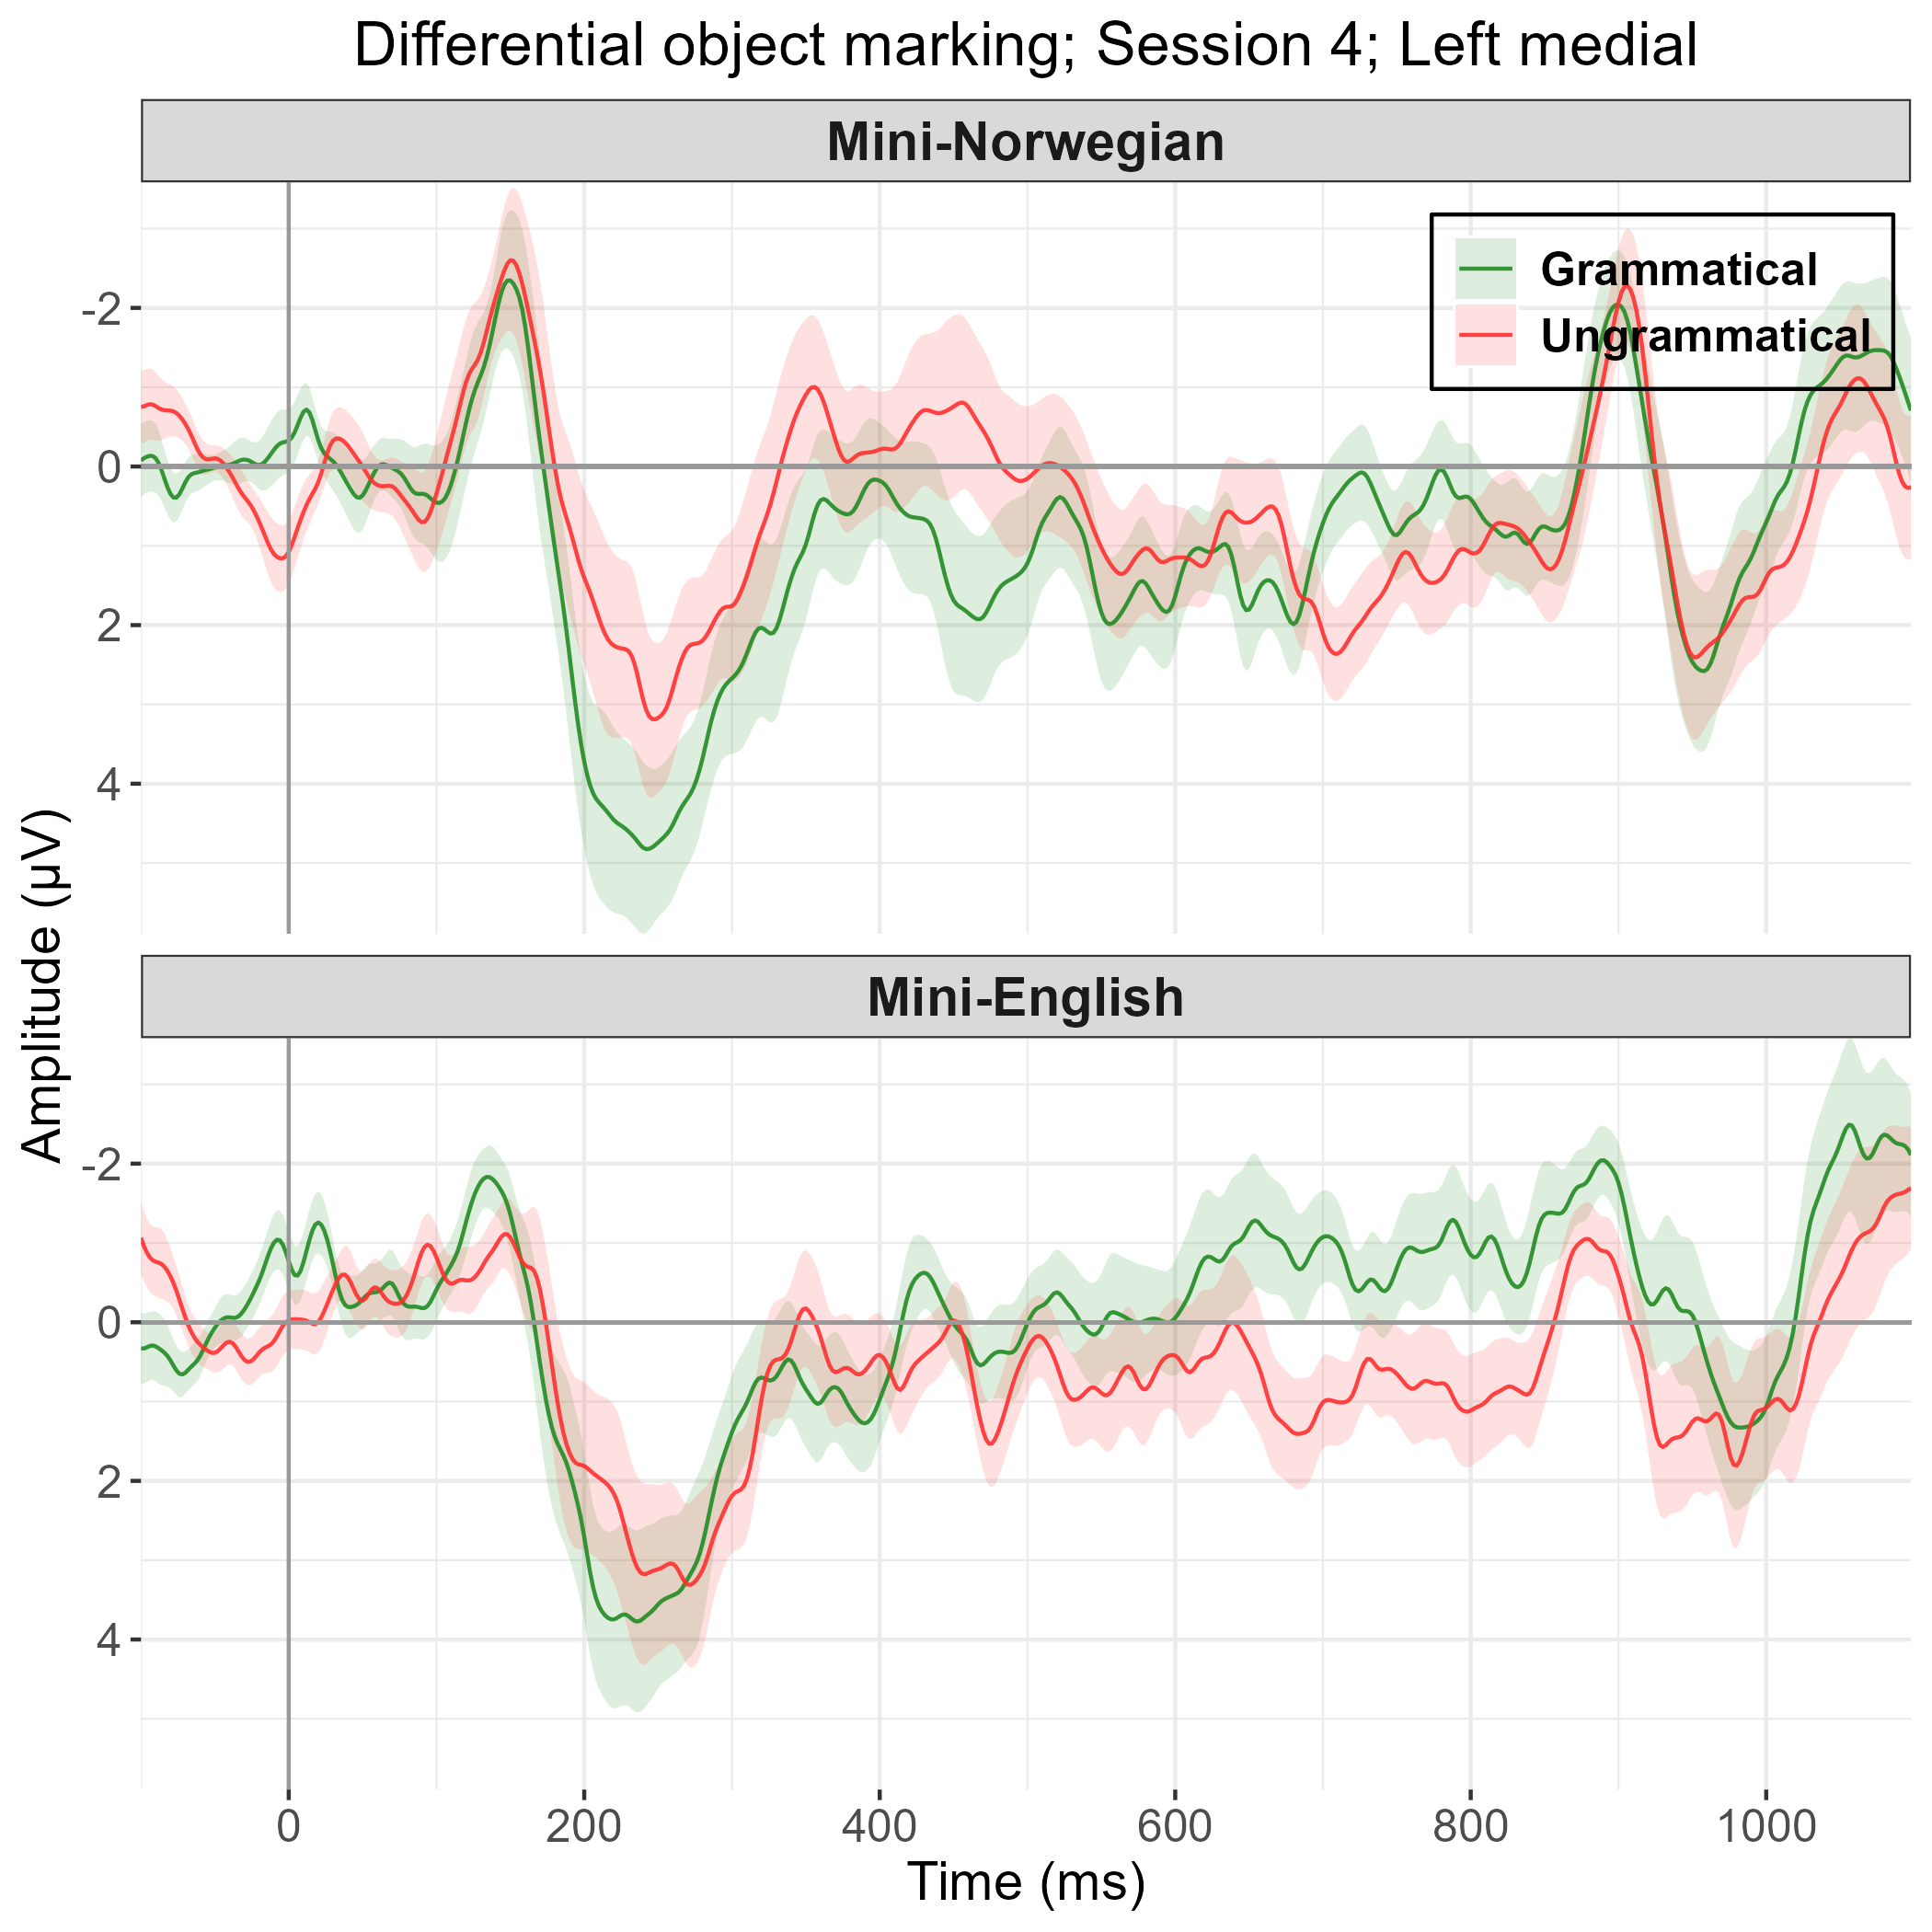 Differential object marking; Session 4; Left medial
Mini-Norwegian
Grammatical
Ungrammatical
-2
0
2
4
Amplitude (µV)
Mini-English
-2
0
2
4
0 200 400 600 800 1000
Time (ms)